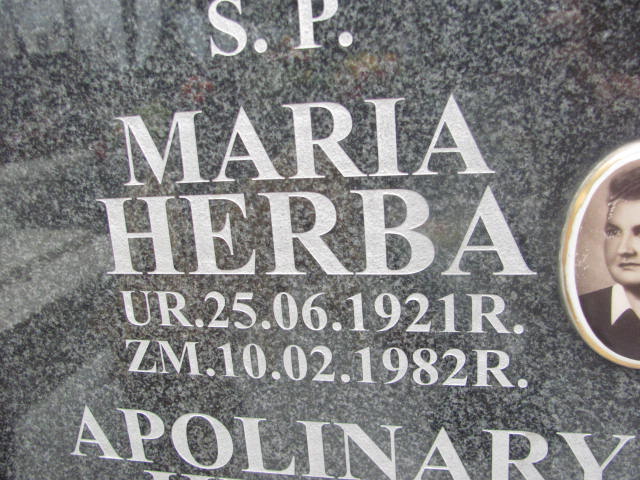 S. P.
MARIA
HERBA
UR.25.06.1921R.
ZM.10.02.1982R.
APOLINARY